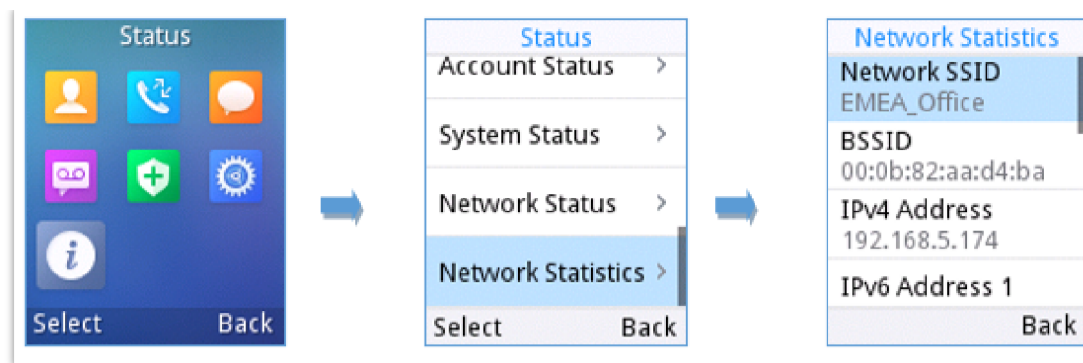 Status
Select Back
Status
Account Status
System Status
Network Status
Network Statistics
Select Back
Network Statistics
Network SSID
EMEA_Office
BSSID
00:0b:82:aa:d4:ba
IPv4 Address
192.168.5.174
IPv6 Address 1
Back